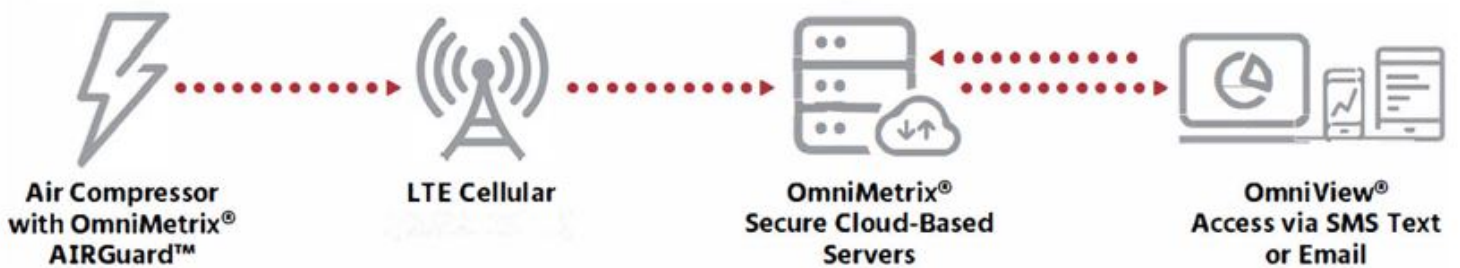 Air Compressor
with OmniMetrix®
AIRGuard™
LTE Cellular
OmniMetrix®
Secure Cloud-Based
Servers
OmniView®
Access via SMS Text
or Email